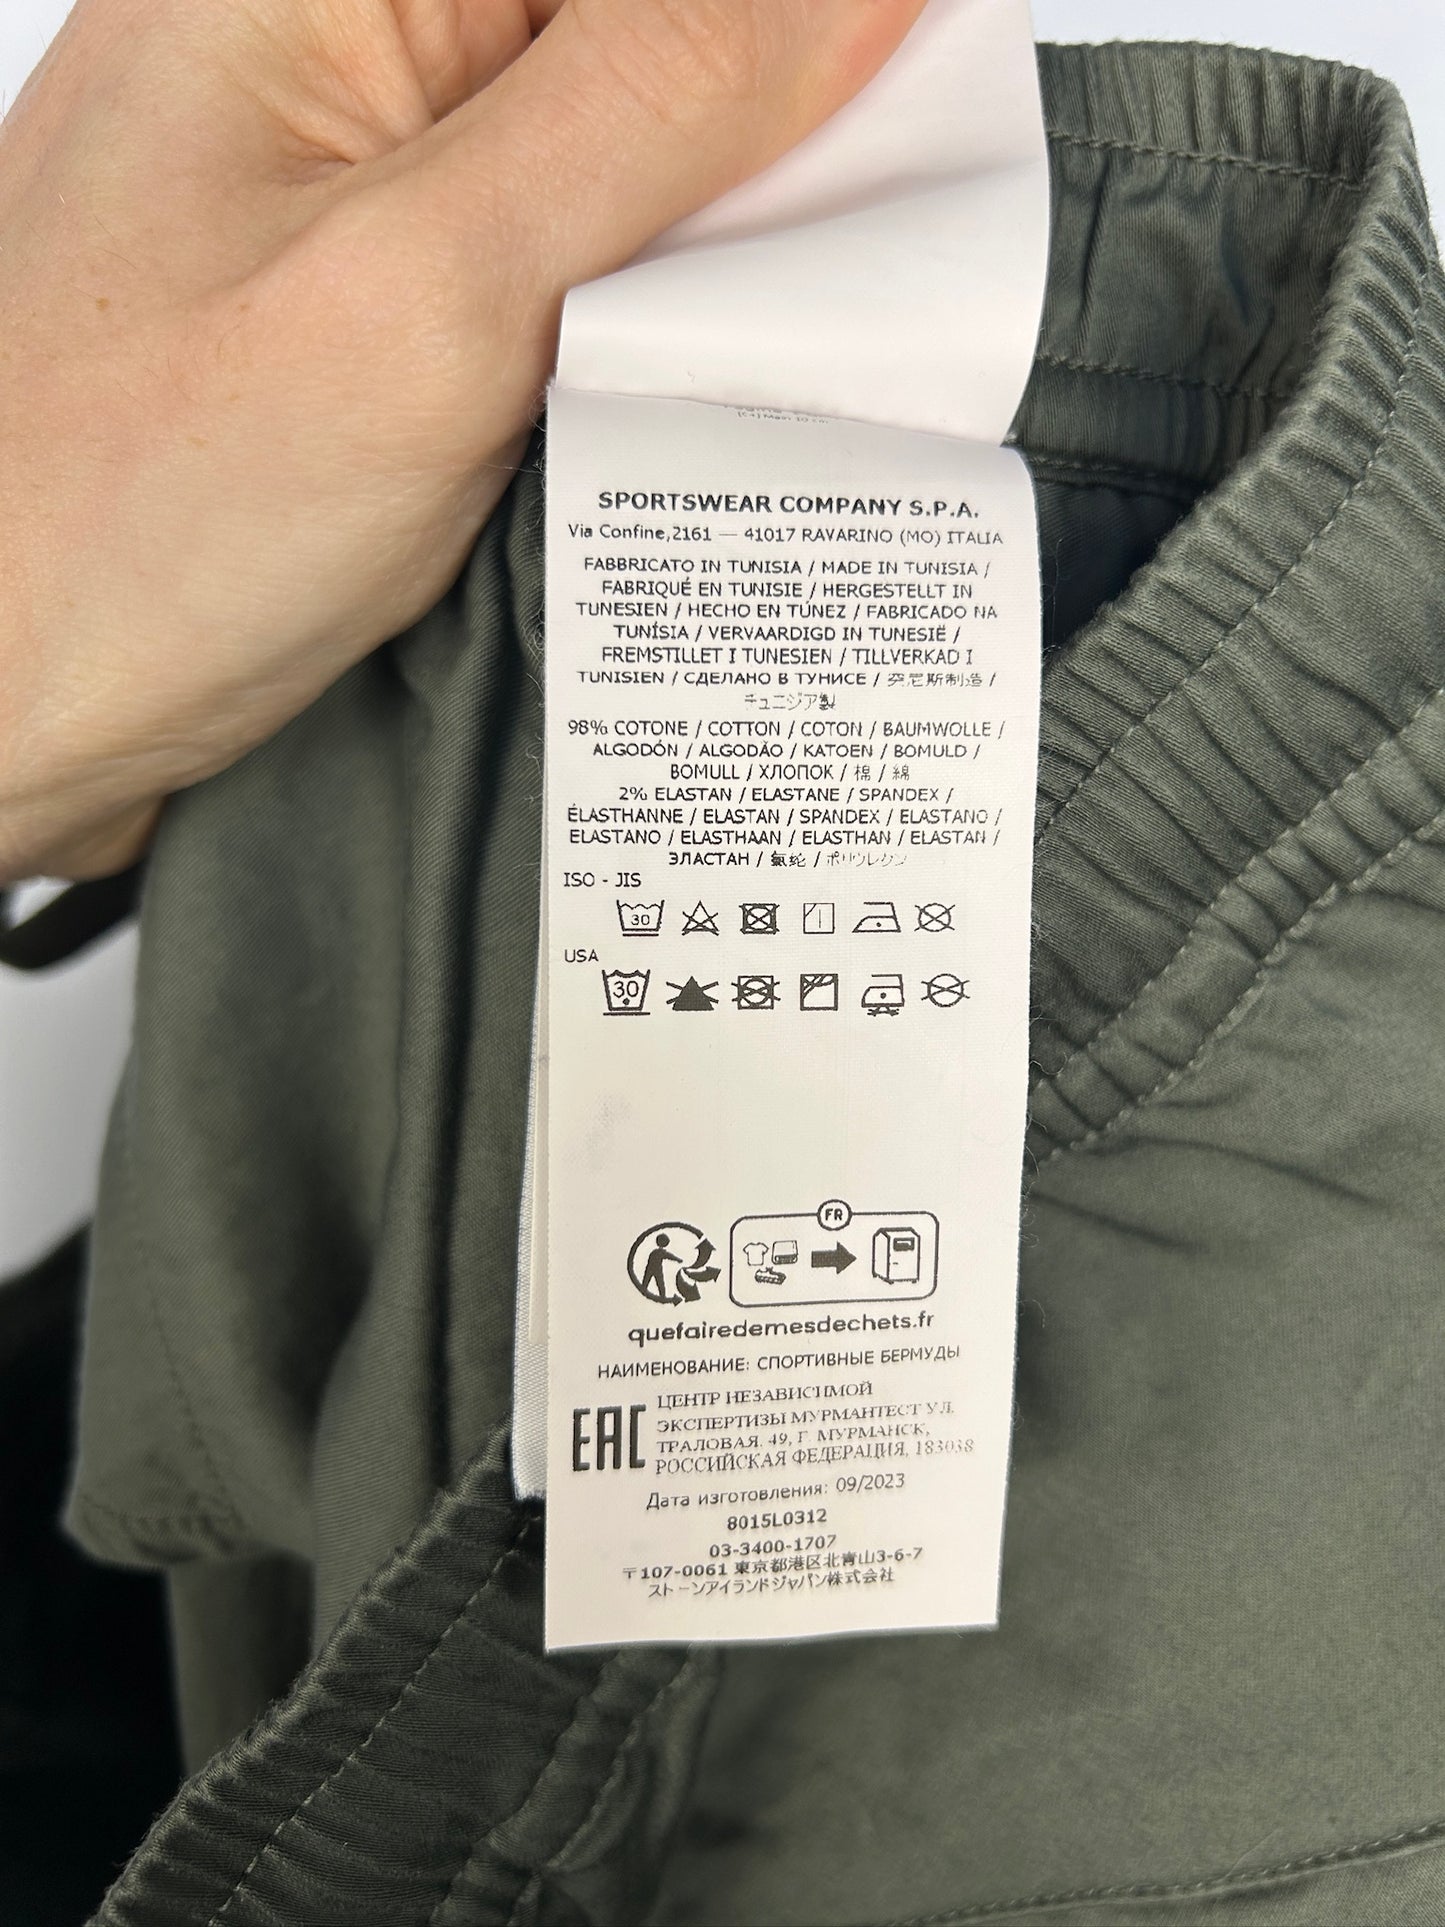 [C4] Max. 10 cm
SPORTSWEAR COMPANY S.P.A.
Via Confine,2161 — 41017 RAVARINO (MO) ITALIA
FABBRICATO IN TUNISIA / MADE IN TUNISIA /
FABRIQUÉ EN TUNISIE / HERGESTELLT IN
TUNESIEN / HECHO EN TÚNEZ / FABRICADO NA
TUNÍSIA / VERVAARDIGD IN TUNESIË /
FREMSTILLET I TUNESIEN / TILLVERKAD I
TUNISIEN / СДЕЛАНО В ТУНИСЕ / 突尼斯制造 /
チュニジア製
98% COTONE / COTTON / COTON / BAUMWOLLE /
ALGODÓN / ALGODÃO / KATOEN / BOMULD /
BOMULL / ХЛОПОК / 棉 / 綿
2% ELASTAN / ELASTANE / SPANDEX /
ÉLASTHANNE / ELASTAN / SPANDEX / ELASTANO /
ELASTANO / ELASTHAAN / ELASTHAN / ELASTAN /
ЭЛАСТАН / 氨纶 / ポリウレタン
ISO - JIS
30
USA
30
FR
quefairedemesdechets.fr
НАИМЕНОВАНИЕ: СПОРТИВНЫЕ БЕРМУДЫ
EAC
ЦЕНТР НЕЗАВИСИМОЙ
ЭКСПЕРТИЗЫ МУРМАНТЕСТ УЛ.
ТРАЛОВАЯ. 49, Г. МУРМАНСК,
РОССИЙСКАЯ ФЕДЕРАЦИЯ, 183038
Дата изготовления: 09/2023
8015L0312
03-3400-1707
〒107-0061 東京都港区北青山3-6-7
ストーンアイランドジャパン株式会社